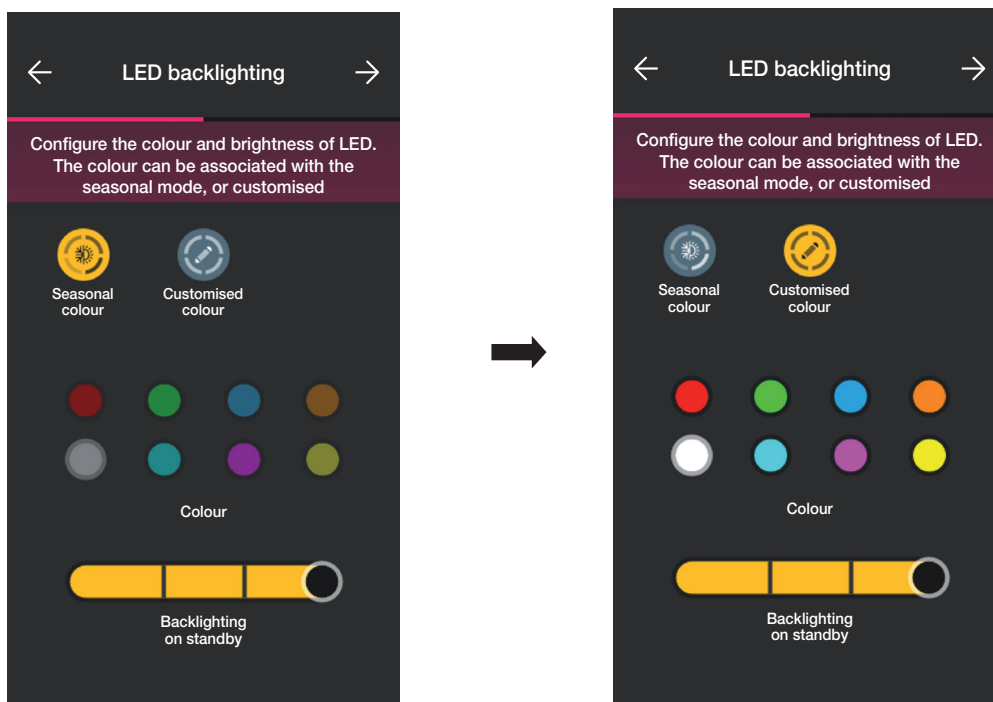 LED backlighting
Configure the colour and brightness of LED.
The colour can be associated with the
seasonal mode, or customised
Seasonal
colour
Customised
colour
Colour
Backlighting
on standby
LED backlighting
Configure the colour and brightness of LED.
The colour can be associated with the
seasonal mode, or customised
Seasonal
colour
Customised
colour
Colour
Backlighting
on standby